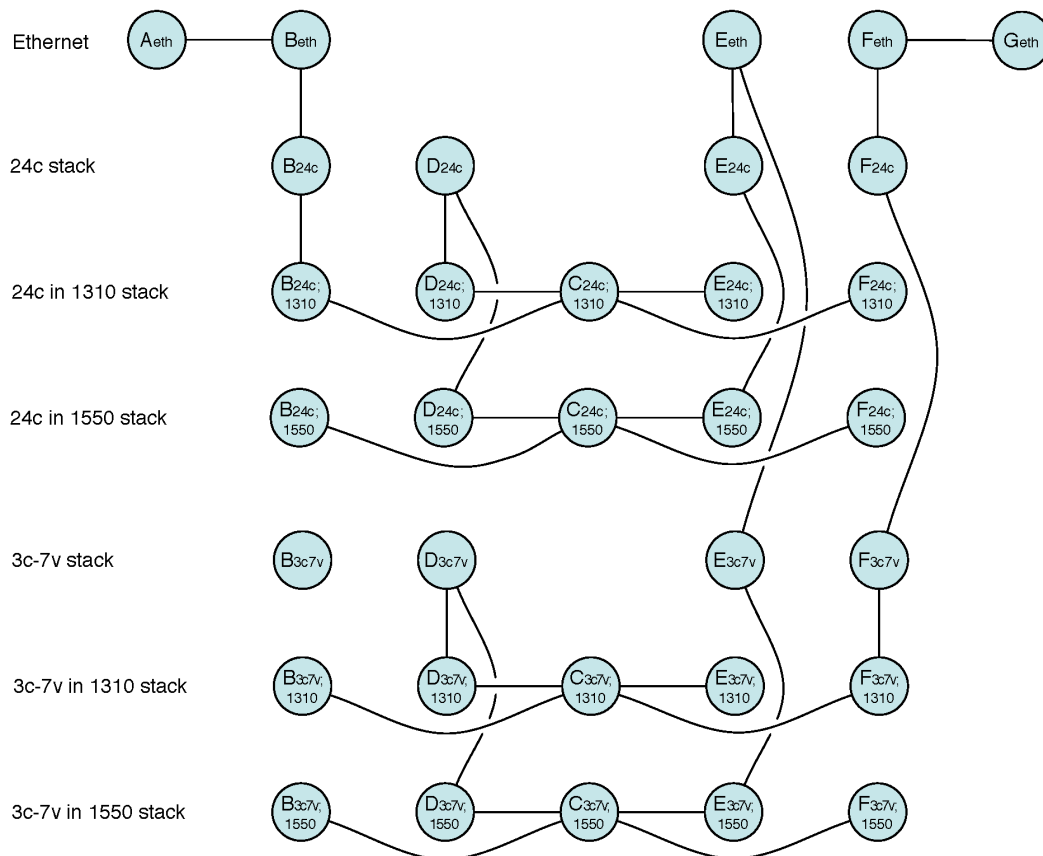 Ethernet Aeth Beth Eeth Feth Geth
24c stack B24c D24c E24c F24c
24c in 1310 stack B24c; 1310 D24c; 1310 C24c; 1310 E24c; 1310 F24c; 1310
24c in 1550 stack B24c; 1550 D24c; 1550 C24c; 1550 E24c; 1550 F24c; 1550
3c-7v stack B3c7v D3c7v E3c7v F3c7v
3c-7v in 1310 stack B3c7v; 1310 D3c7v; 1310 C3c7v; 1310 E3c7v; 1310 F3c7v; 1310
3c-7v in 1550 stack B3c7v; 1550 D3c7v; 1550 C3c7v; 1550 E3c7v; 1550 F3c7v; 1550